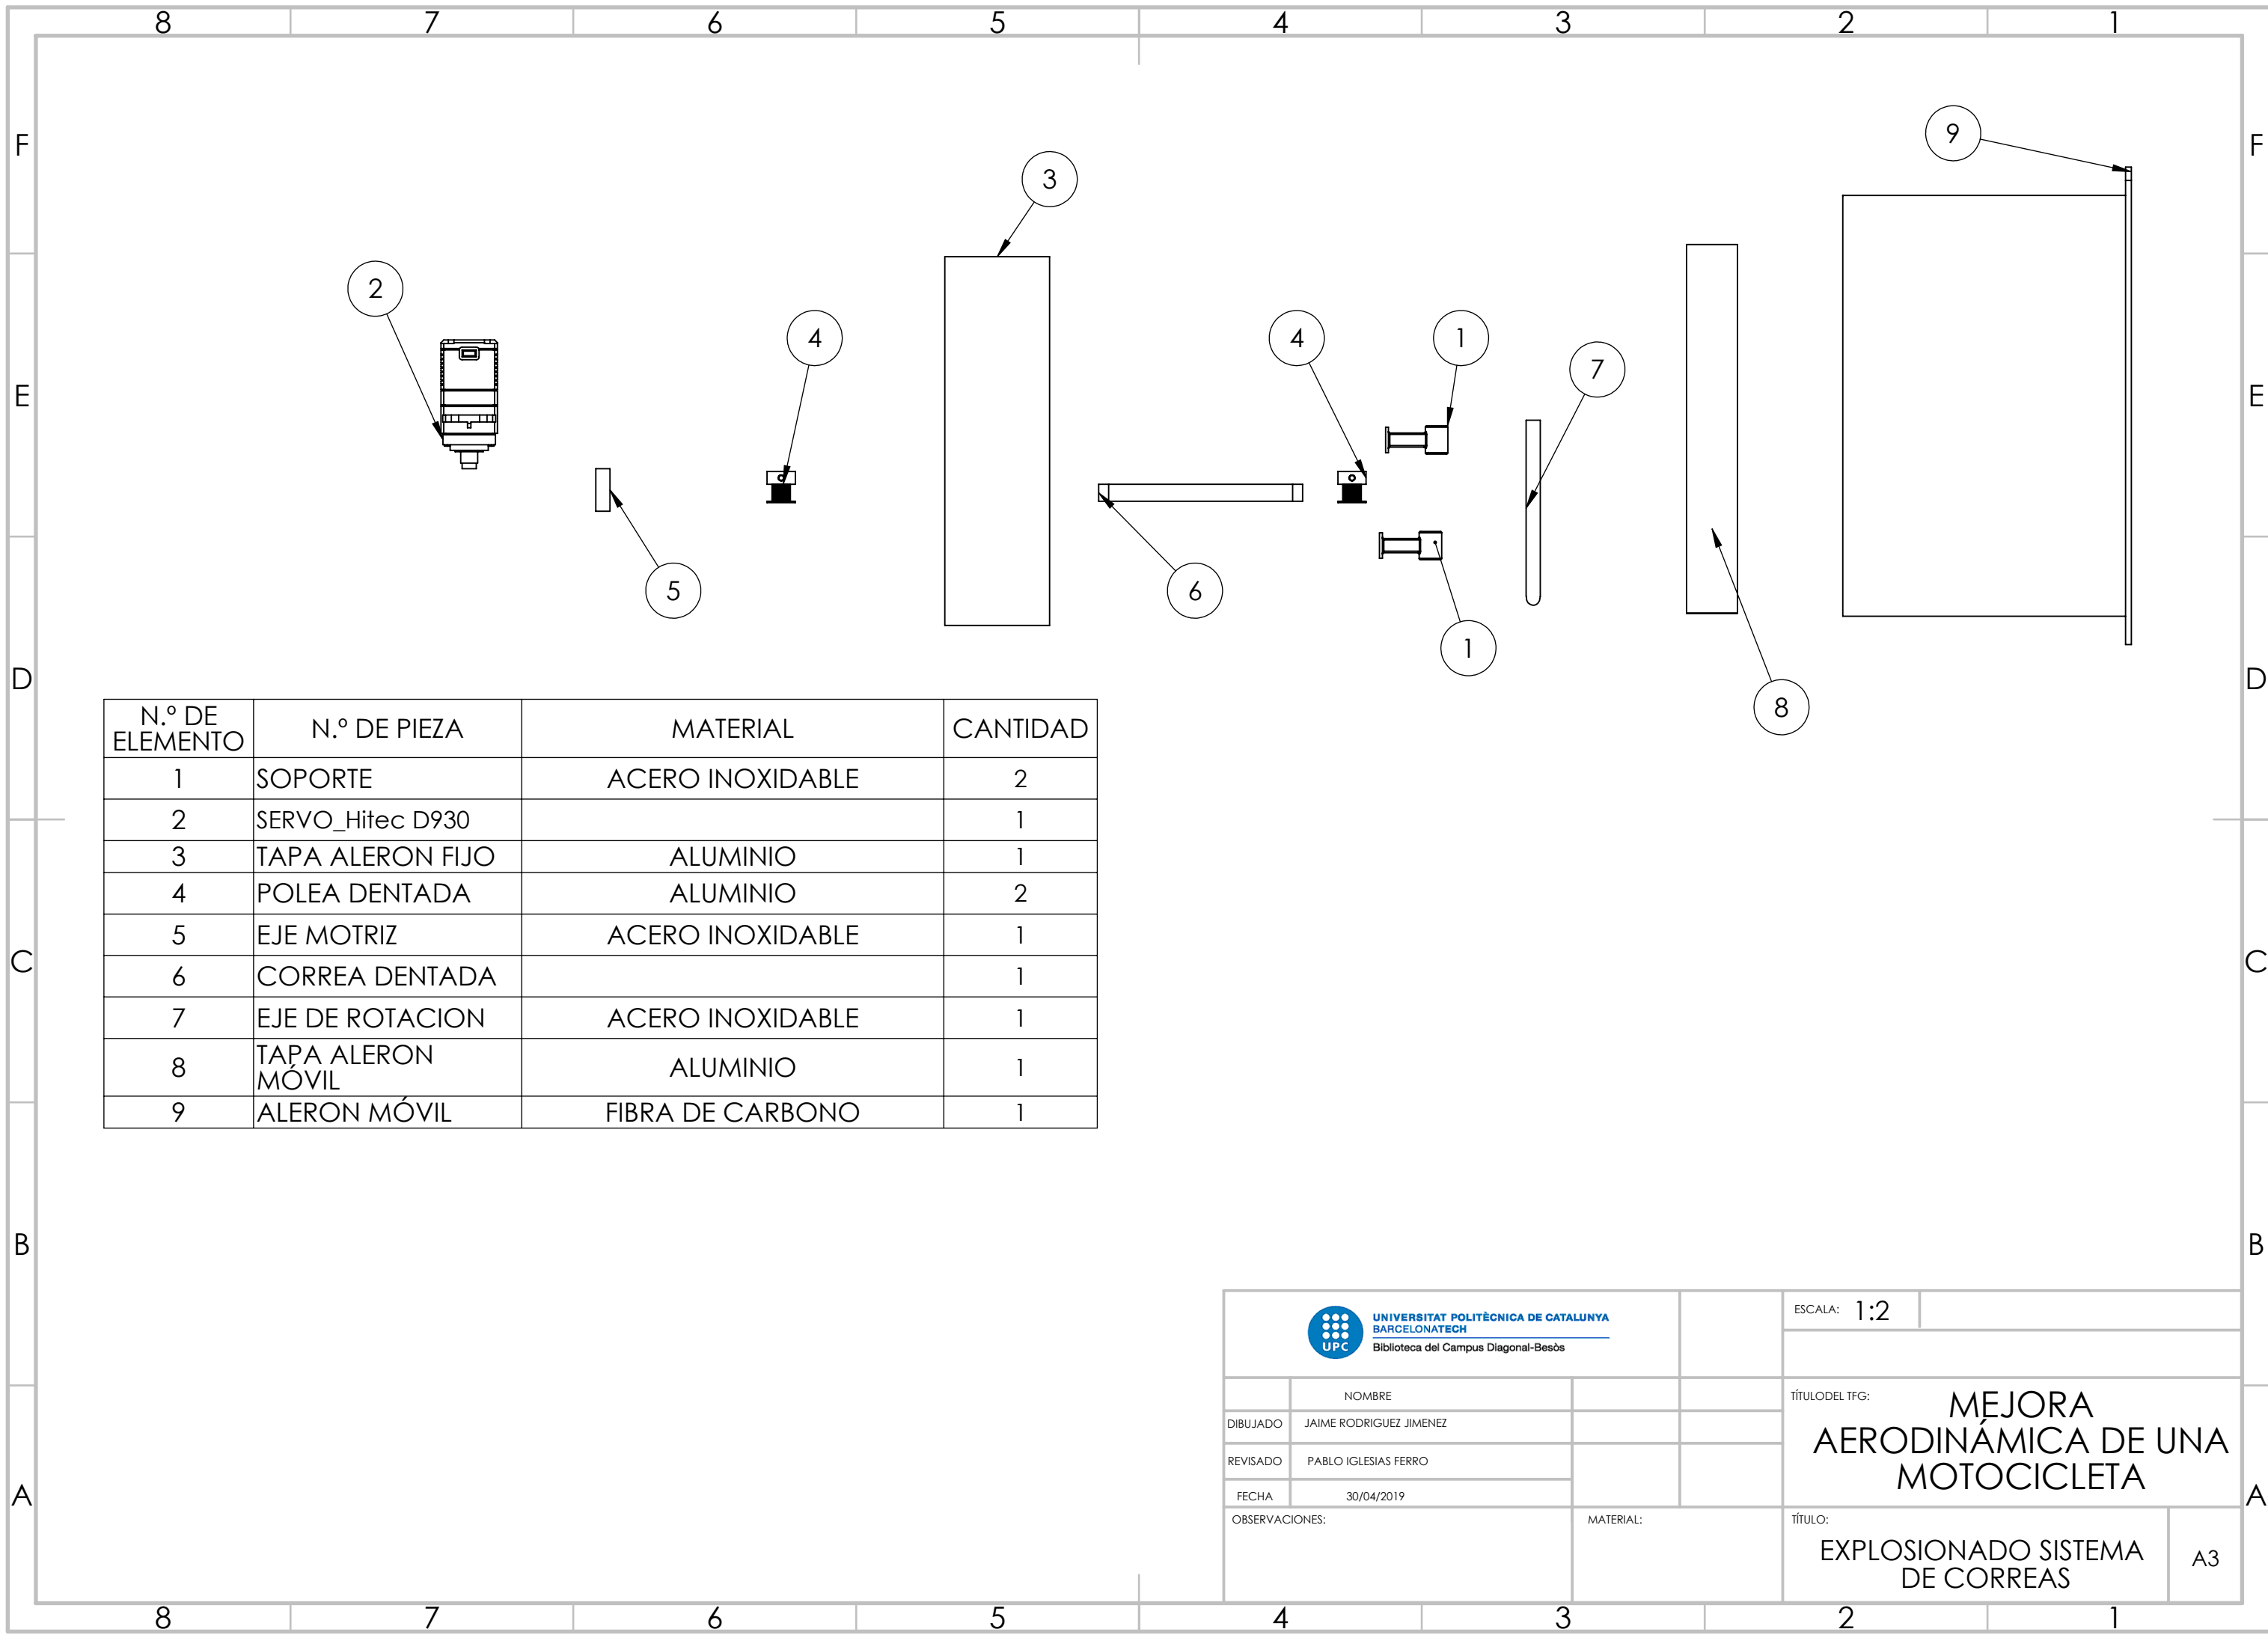 8 7 6 5 4 3 2 1
F F
9
3
2
4 4 1
7
E E
5 6
1
D D
8
N.º DE
ELEMENTO N.º DE PIEZA MATERIAL CANTIDAD
1 SOPORTE ACERO INOXIDABLE 2
2 SERVO_Hitec D930 1
3 TAPA ALERON FIJO ALUMINIO 1
4 POLEA DENTADA ALUMINIO 2
5 EJE MOTRIZ ACERO INOXIDABLE 1
6 CORREA DENTADA 1
7 EJE DE ROTACION ACERO INOXIDABLE 1
8 TAPA ALERON
MÓVIL ALUMINIO 1
9 ALERON MÓVIL FIBRA DE CARBONO 1
C C
B B
UPC
UNIVERSITAT POLITÈCNICA DE CATALUNYA
BARCELONATECH
Biblioteca del Campus Diagonal-Besòs
ESCALA: 1:2
NOMBRE
DIBUJADO JAIME RODRIGUEZ JIMENEZ
REVISADO PABLO IGLESIAS FERRO
FECHA 30/04/2019
TÍTULODEL TFG: MEJORA
AERODINÁMICA DE UNA
MOTOCICLETA
A A
OBSERVACIONES: MATERIAL:
TÍTULO:
EXPLOSIONADO SISTEMA
DE CORREAS
A3
8 7 6 5 4 3 2 1